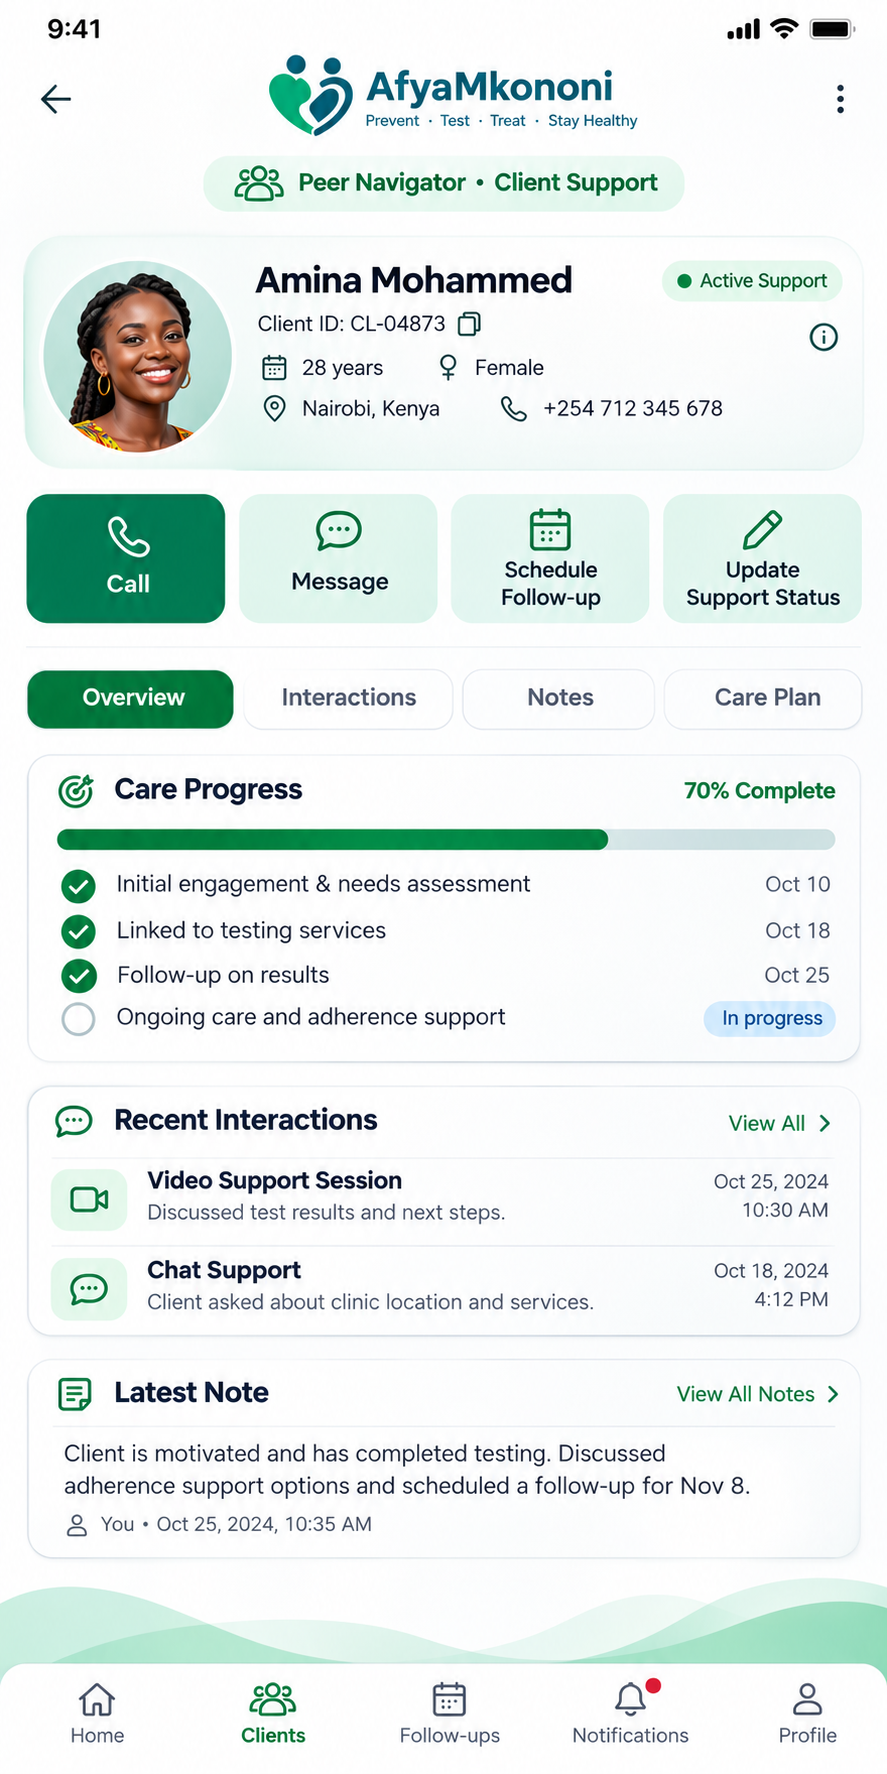 9:41
AfyaMkononi
Prevent · Test · Treat · Stay Healthy
Peer Navigator • Client Support
Amina Mohammed
Active Support
Client ID: CL-04873
28 years
Female
Nairobi, Kenya
+254 712 345 678
Call
Message
Schedule
Follow-up
Update
Support Status
Overview
Interactions
Notes
Care Plan
Care Progress
70% Complete
Initial engagement & needs assessment
Oct 10
Linked to testing services
Oct 18
Follow-up on results
Oct 25
Ongoing care and adherence support
In progress
Recent Interactions
View All
Video Support Session
Oct 25, 2024
Discussed test results and next steps.
10:30 AM
Chat Support
Oct 18, 2024
Client asked about clinic location and services.
4:12 PM
Latest Note
View All Notes
Client is motivated and has completed testing. Discussed
adherence support options and scheduled a follow-up for Nov 8.
You • Oct 25, 2024, 10:35 AM
Home
Clients
Follow-ups
Notifications
Profile